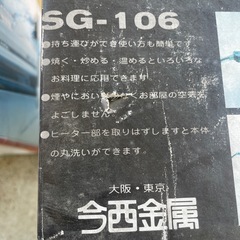 SG-106
●持ち運びができ使い方も簡単です。
●焼く・炒める・温めるといろいろな
お料理に応用できます。
●煙やにおいがなくお部屋の空気を
よごしません。
●ヒーター部を取りはずしますと本体
の丸洗いができます。
大阪・東京
今西金属